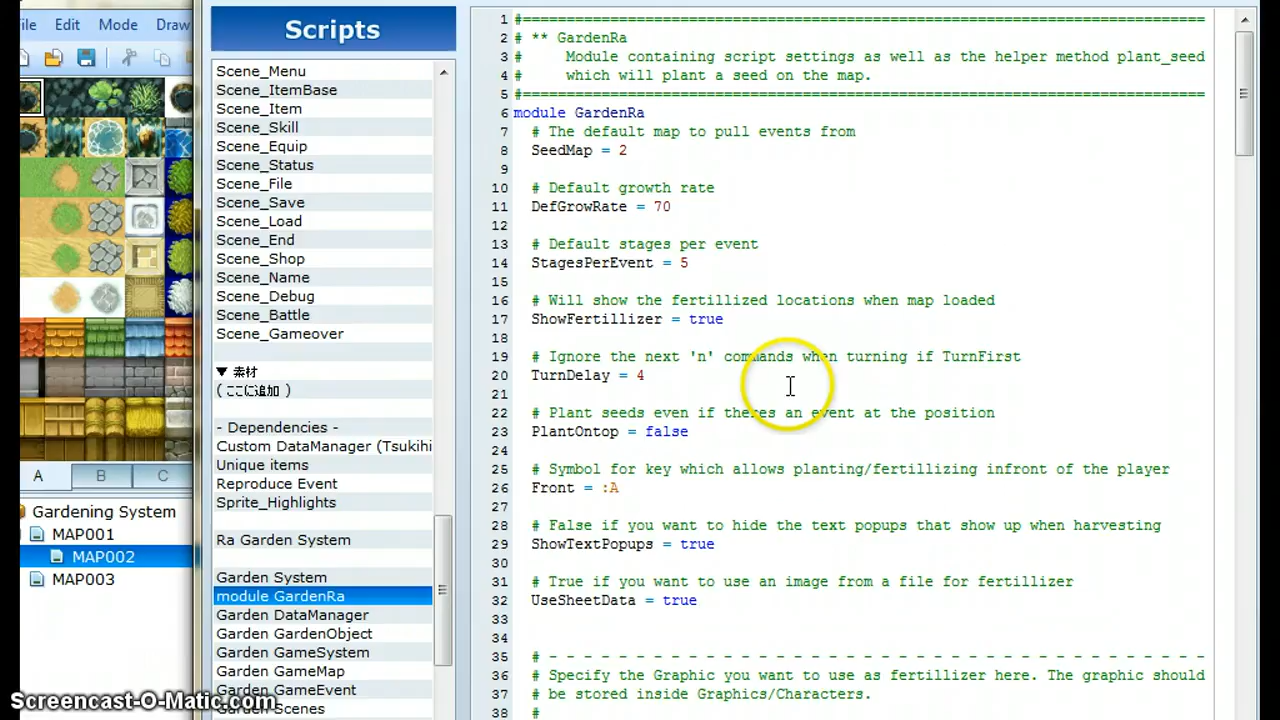 ile Edit Mode Draw
A B C
Gardening System
MAP001
MAP002
MAP003
Scripts
Scene_Menu
Scene_ItemBase
Scene_Item
Scene_Skill
Scene_Equip
Scene_Status
Scene_File
Scene_Save
Scene_Load
Scene_End
Scene_Shop
Scene_Name
Scene_Debug
Scene_Battle
Scene_Gameover
▼ 素材
( ここに追加 )
- Dependencies -
Custom DataManager (Tsukihi
Unique items
Reproduce Event
Sprite_Highlights
Ra Garden System
Garden System
module GardenRa
Garden DataManager
Garden GardenObject
Garden GameSystem
Garden GameMap
Garden GameEvent
Garden Scenes
1 #==============================================================================
2 # ** GardenRa
3 #    Module containing script settings as well as the helper method plant_seed
4 #    which will plant a seed on the map.
5 #==============================================================================
6 module GardenRa
7 # The default map to pull events from
8 SeedMap = 2
9
10 # Default growth rate
11 DefGrowRate = 70
12
13 # Default stages per event
14 StagesPerEvent = 5
15
16 # Will show the fertillized locations when map loaded
17 ShowFertillizer = true
18
19 # Ignore the next 'n' commands when turning if TurnFirst
20 TurnDelay = 4
21
22 # Plant seeds even if theres an event at the position
23 PlantOntop = false
24
25 # Symbol for key which allows planting/fertillizing infront of the player
26 Front = :A
27
28 # False if you want to hide the text popups that show up when harvesting
29 ShowTextPopups = true
30
31 # True if you want to use an image from a file for fertillizer
32 UseSheetData = true
33
34
35 # - - - - - - - - - - - - - - - - - - - - - - - - - - - - - - - - - - - - - -
36 # Specify the Graphic you want to use as fertillizer here. The graphic should
37 # be stored inside Graphics/Characters.
38 #
Screencast-O-Matic.com